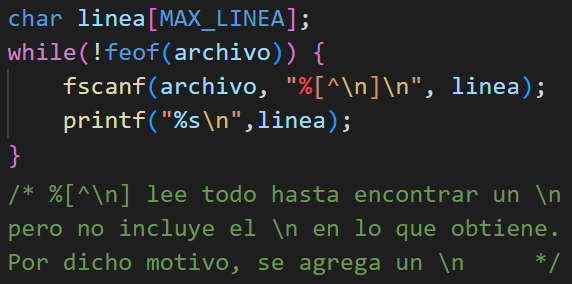 char linea[MAX_LINEA];
while(!feof(archivo)) {
    fscanf(archivo, "%[^\n]\n", linea);
    printf("%s\n",linea);
}
/* %[^\n] lee todo hasta encontrar un \n
pero no incluye el \n en lo que obtiene.
Por dicho motivo, se agrega un \n     */